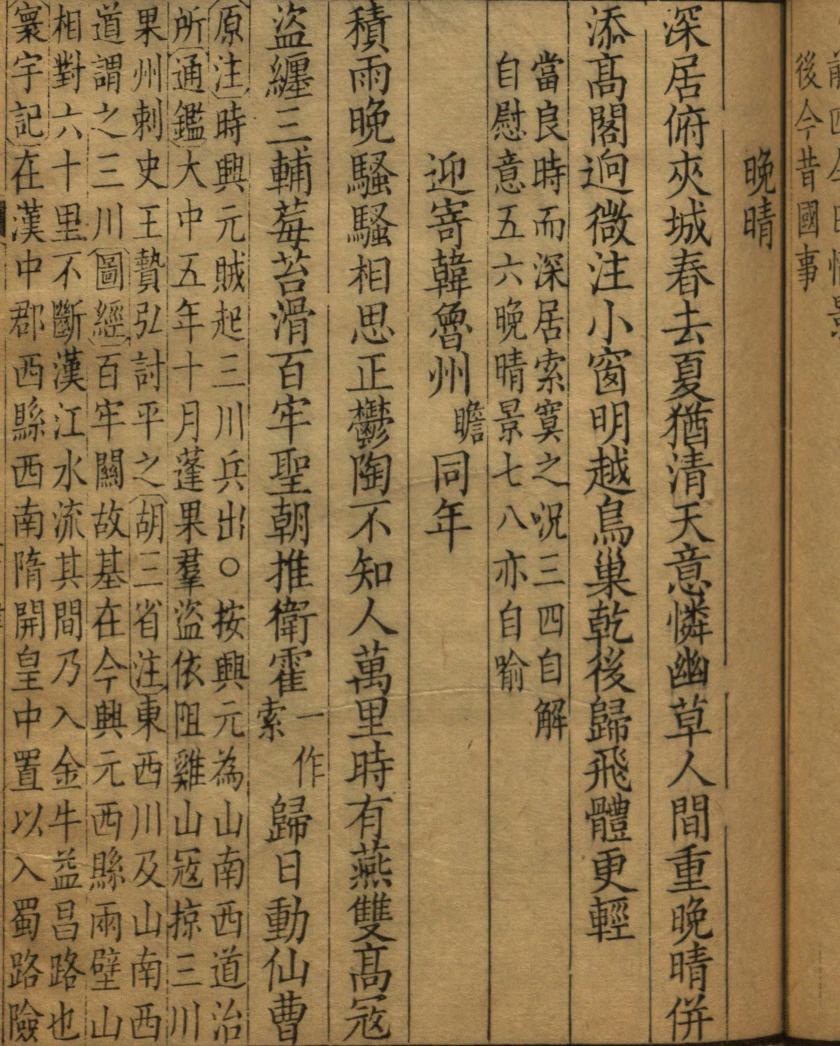 後今昔國事
晚晴
深居俯夾城春去夏猶清天意憐幽草人間重晚晴併
添高閣逈微注小窗明越鳥巢乾後歸飛體更輕
當良時而深居索寞之况三四自解
自慰意五六晚晴景七八亦自喻
迎寄韓魯州瞻同年
積雨晚騷騷相思正鬱陶不知人萬里時有燕雙高冦
盜纏三輔莓苔滑百牢聖朝推衛霍一作索歸日動仙曹
原注時興元賊起三川兵出○按興元為山南西道治
所通鑑大中五年十月蓬果羣盜依阻雞山冦掠三川
果州刺史王贄弘討平之胡三省注東西川及山南西
道謂之三川圖經百牢關故基在今興元西縣兩壁山
相對六十里不斷漢江水流其間乃入金牛益昌路也
寰宇記在漢中郡西縣西南隋開皇中置以入蜀路險